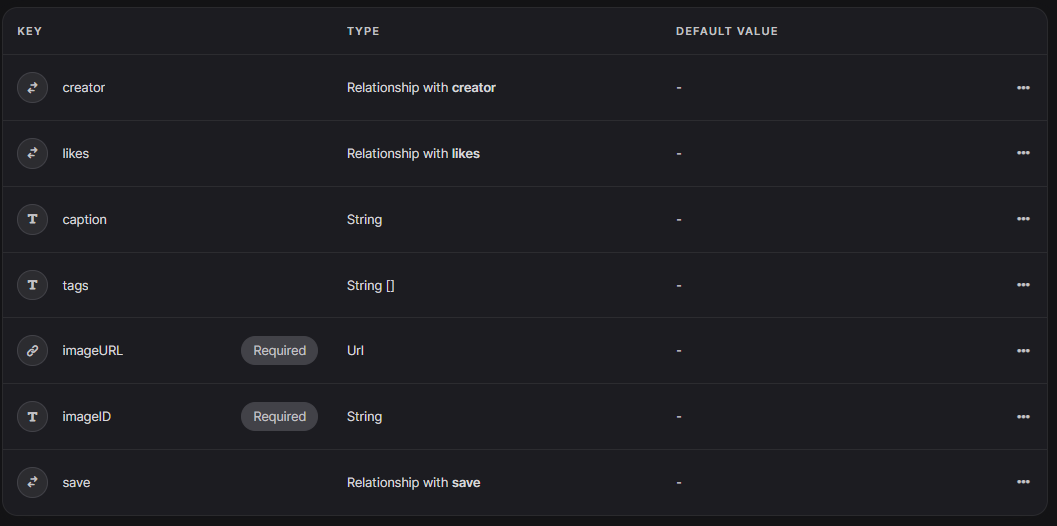 KEY TYPE DEFAULT VALUE
creator Relationship with creator -
likes Relationship with likes -
caption String -
tags String [] -
imageURL Required Url -
imageID Required String -
save Relationship with save -